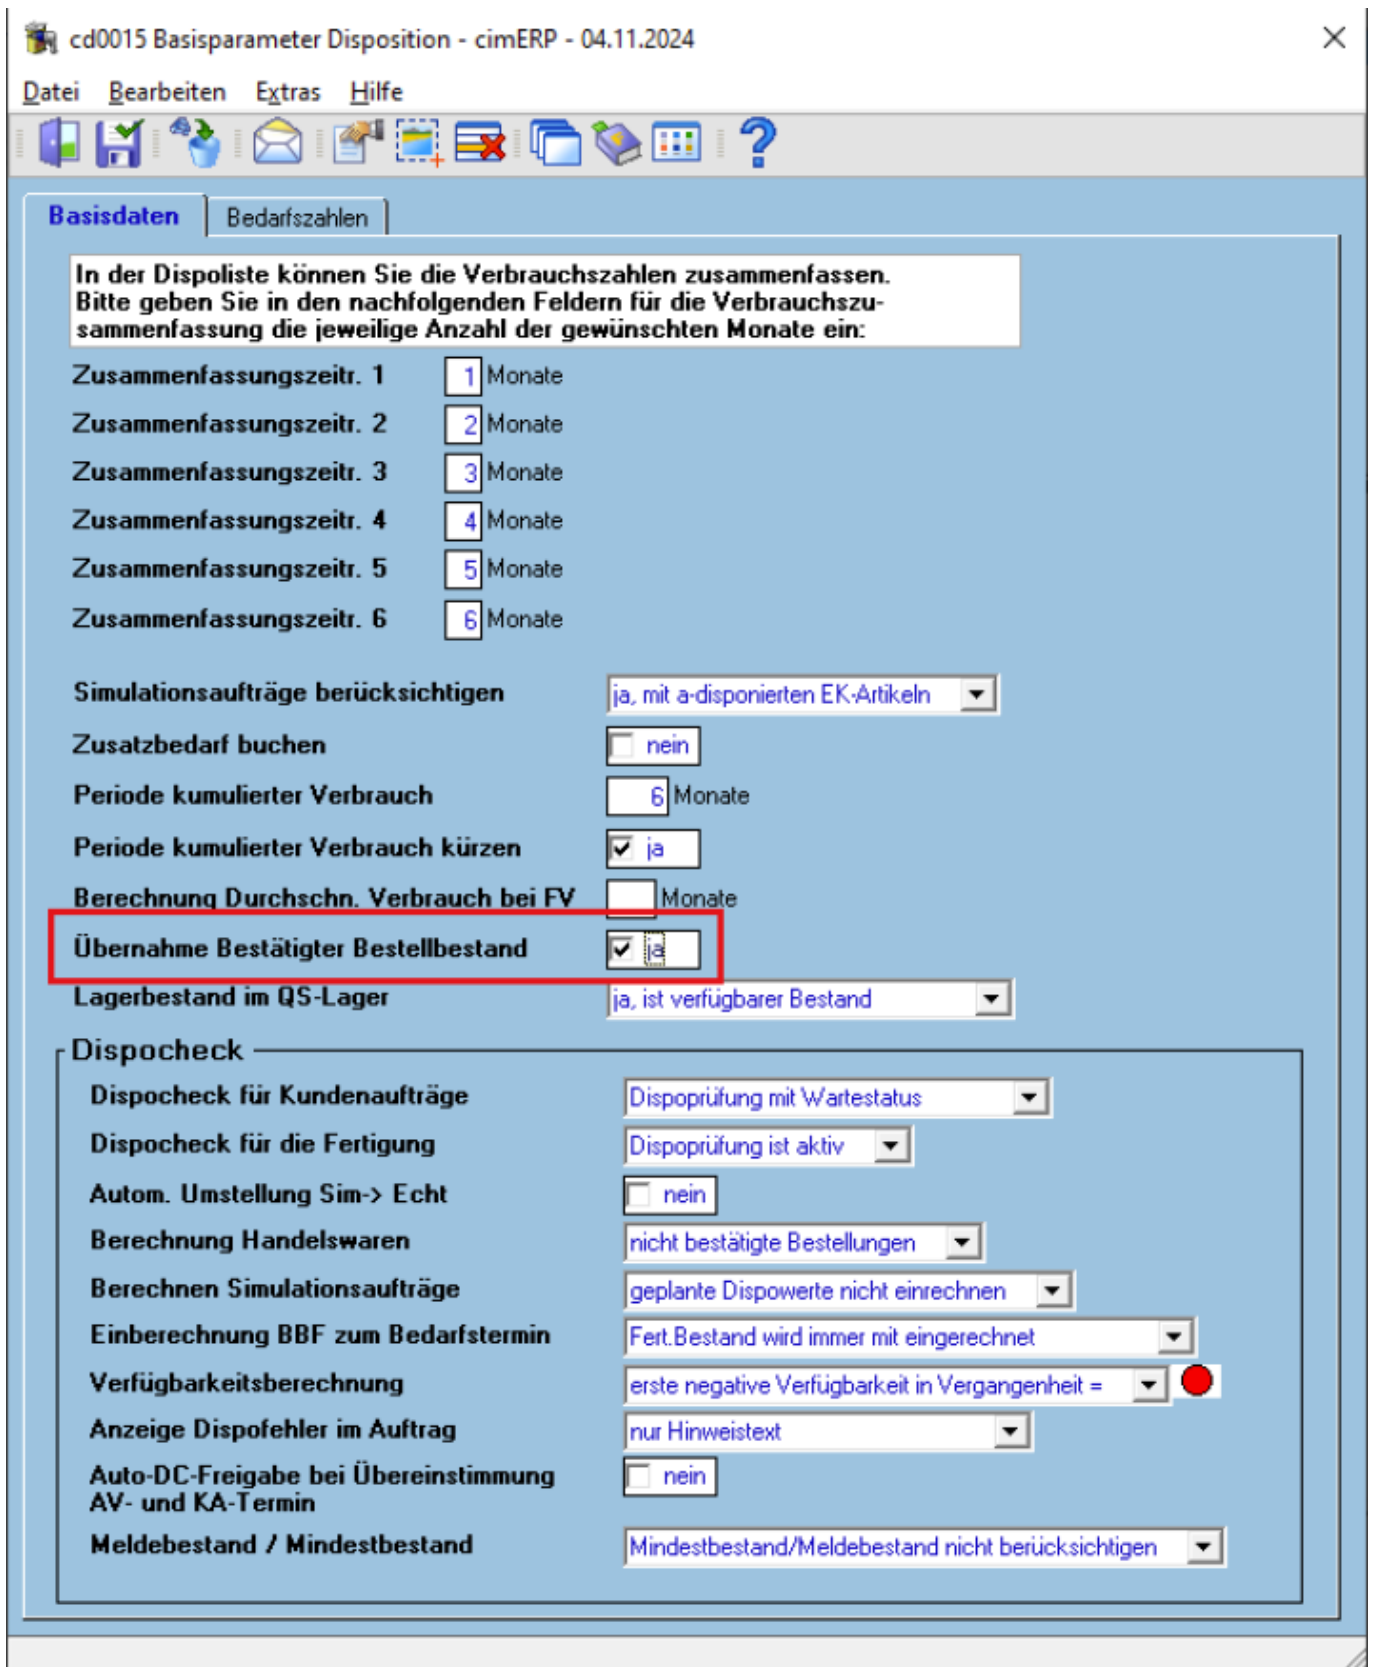 cd0015 Basisparameter Disposition - cimERP - 04.11.2024
Datei Bearbeiten Extras Hilfe
Basisdaten Bedarfszahlen
In der Dispoliste können Sie die Verbrauchszahlen zusammenfassen.
Bitte geben Sie in den nachfolgenden Feldern für die Verbrauchszu-
sammenfassung die jeweilige Anzahl der gewünschten Monate ein:
Zusammenfassungszeitr. 1 1 Monate
Zusammenfassungszeitr. 2 2 Monate
Zusammenfassungszeitr. 3 3 Monate
Zusammenfassungszeitr. 4 4 Monate
Zusammenfassungszeitr. 5 5 Monate
Zusammenfassungszeitr. 6 6 Monate
Simulationsaufträge berücksichtigen ja, mit a-disponierten EK-Artikeln
Zusatzbedarf buchen nein
Periode kumulierter Verbrauch 6 Monate
Periode kumulierter Verbrauch kürzen ja
Berechnung Durchschn. Verbrauch bei FV Monate
Übernahme Bestätigter Bestellbestand ja
Lagerbestand im QS-Lager ja, ist verfügbarer Bestand
Dispocheck
Dispocheck für Kundenaufträge Dispoprüfung mit Wartestatus
Dispocheck für die Fertigung Dispoprüfung ist aktiv
Autom. Umstellung Sim-> Echt nein
Berechnung Handelswaren nicht bestätigte Bestellungen
Berechnen Simulationsaufträge geplante Dispowerte nicht einrechnen
Einberechnung BBF zum Bedarfstermin Fert.Bestand wird immer mit eingerechnet
Verfügbarkeitsberechnung erste negative Verfügbarkeit in Vergangenheit =
Anzeige Dispofehler im Auftrag nur Hinweistext
Auto-DC-Freigabe bei Übereinstimmung nein
AV- und KA-Termin
Meldebestand / Mindestbestand Mindestbestand/Meldebestand nicht berücksichtigen